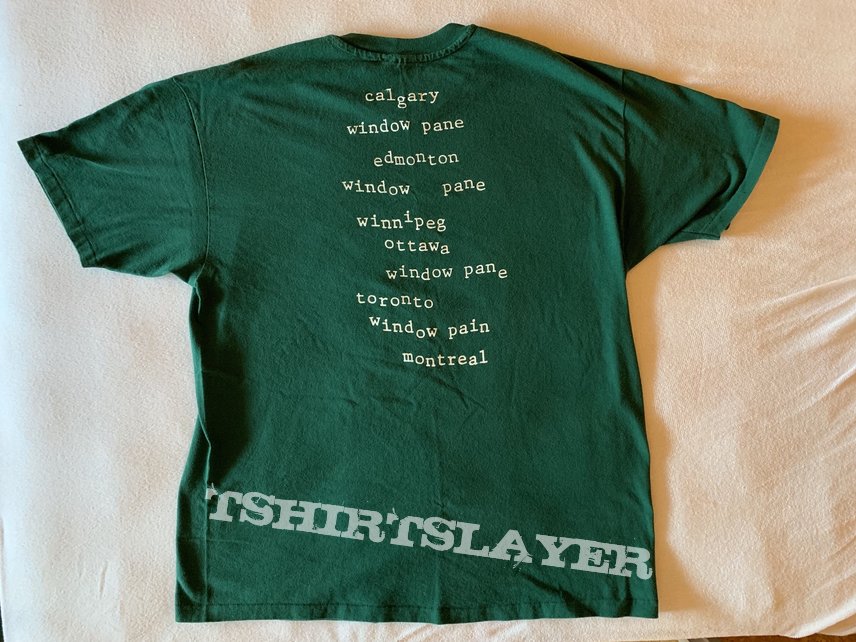 calgary
window pane
edmonton
window pane
winnipeg
ottawa
window pane
toronto
window pain
montreal
TSHIRTSLAYER